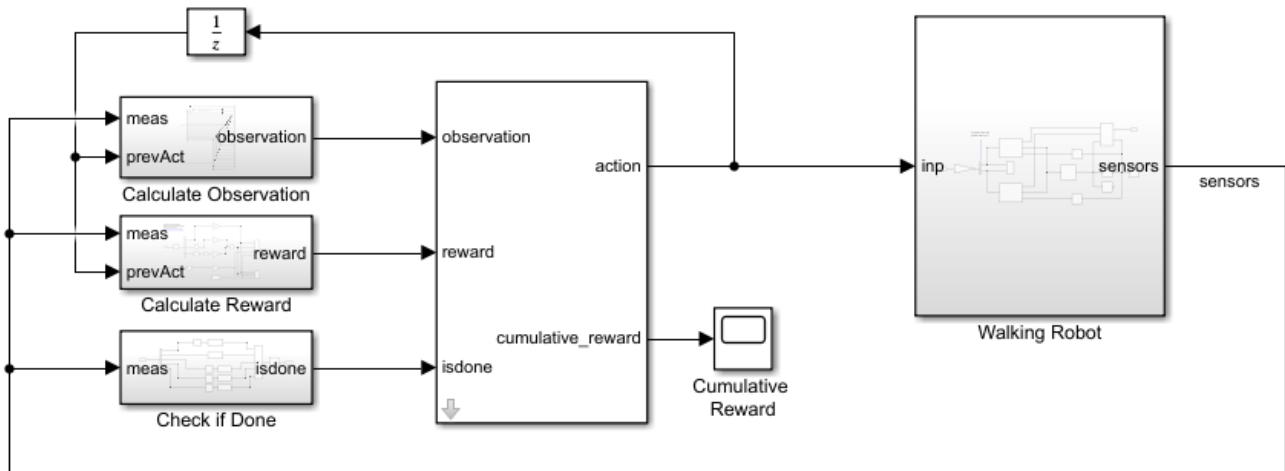 1
z
meas
prevAct
observation
Calculate Observation
meas
prevAct
reward
Calculate Reward
meas
isdone
Check if Done
observation
reward
isdone
action
cumulative_reward
Cumulative
Reward
inp
sensors
Walking Robot
sensors